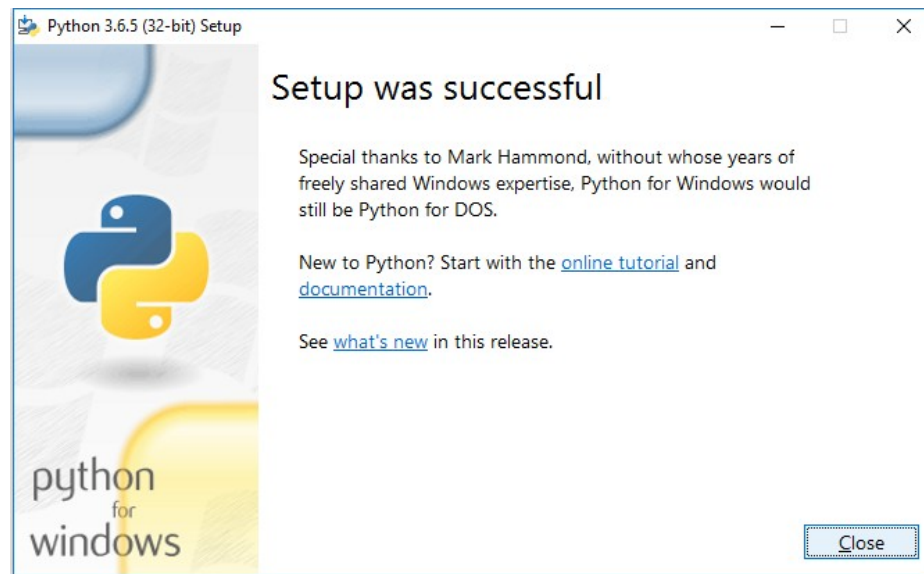 Python 3.6.5 (32-bit) Setup
Setup was successful
Special thanks to Mark Hammond, without whose years of
freely shared Windows expertise, Python for Windows would
still be Python for DOS.
New to Python? Start with the online tutorial and
documentation.
See what's new in this release.
python
for
windows
Close